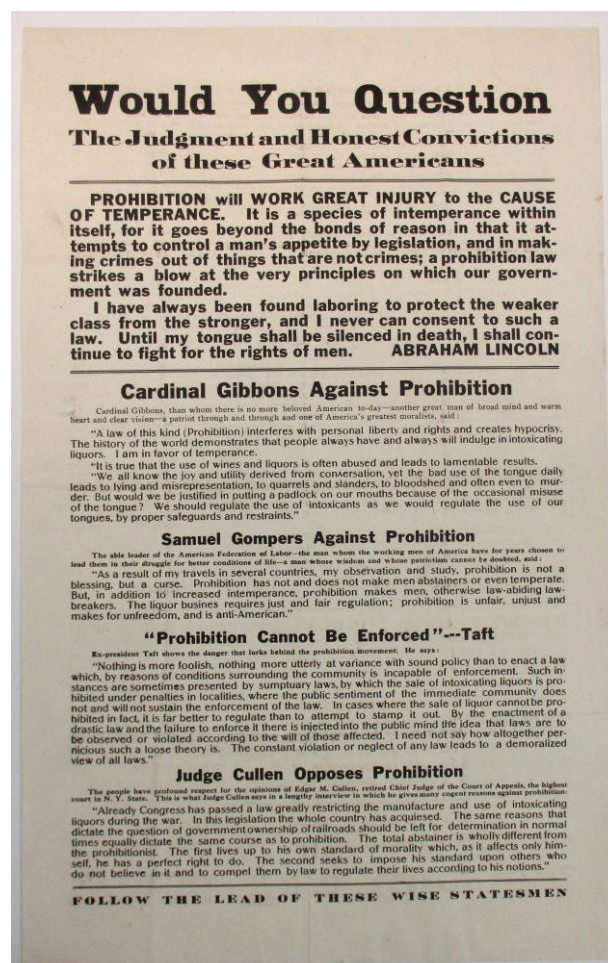 Would You Question
The Judgment and Honest Convictions
of these Great Americans
PROHIBITION will WORK GREAT INJURY to the CAUSE
OF TEMPERANCE. It is a species of intemperance within
itself, for it goes beyond the bonds of reason in that it at-
tempts to control a man's appetite by legislation, and in mak-
ing crimes out of things that are not crimes; a prohibition law
strikes a blow at the very principles on which our govern-
ment was founded.
I have always been found laboring to protect the weaker
class from the stronger, and I never can consent to such a
law. Until my tongue shall be silenced in death, I shall con-
tinue to fight for the rights of men. ABRAHAM LINCOLN
Cardinal Gibbons Against Prohibition
Cardinal Gibbons, than whom there is no more beloved American to-day—another great man of broad mind and warm
heart and clear vision—a patriot through and through and one of America's greatest moralists, said:
"A law of this kind (Prohibition) interferes with personal liberty and rights and creates hypocrisy.
The history of the world demonstrates that people always have and always will indulge in intoxicating
liquors. I am in favor of temperance.
"It is true that the use of wines and liquors is often abused and leads to lamentable results.
"We all know the joy and utility derived from conversation, yet the bad use of the tongue daily
leads to lying and misrepresentation, to quarrels and slanders, to bloodshed and often even to mur-
der. But would we be justified in putting a padlock on our mouths because of the occasional misuse
of the tongue? We should regulate the use of intoxicants as we would regulate the use of our
tongues, by proper safeguards and restraints."
Samuel Gompers Against Prohibition
The able leader of the American Federation of Labor—the man whom the working men of America have for years chosen to
lead them in their struggle for better conditions of life—a man whose wisdom and whose patriotism cannot be doubted, said:
"As a result of my travels in several countries, my observation and study, prohibition is not a
blessing, but a curse. Prohibition has not and does not make men abstainers or even temperate.
But, in addition to increased intemperance, prohibition makes men, otherwise law-abiding law-
breakers. The liquor busines requires just and fair regulation; prohibition is unfair, unjust and
makes for unfreedom, and is anti-American."
"Prohibition Cannot Be Enforced"---Taft
Ex-president Taft shows the danger that lurks behind the prohibition movement. He says:
"Nothing is more foolish, nothing more utterly at variance with sound policy than to enact a law
which, by reasons of conditions surrounding the community is incapable of enforcement. Such in-
stances are sometimes presented by sumptuary laws, by which the sale of intoxicating liquors is pro-
hibited under penalties in localities, where the public sentiment of the immediate community does
not and will not sustain the enforcement of the law. In cases where the sale of liquor cannot be pro-
hibited in fact, it is far better to regulate than to attempt to stamp it out. By the enactment of a
drastic law and the failure to enforce it there is injected into the public mind the idea that laws are to
be observed or violated according to the will of those affected. I need not say how altogether per-
nicious such a loose theory is. The constant violation or neglect of any law leads to a demoralized
view of all laws."
Judge Cullen Opposes Prohibition
The people have profound respect for the opinions of Edgar M. Cullen, retired Chief Judge of the Court of Appeals, the highest
court in N. Y. State. This is what Judge Cullen says in a lengthy interview in which he gives many cogent reasons against prohibition:
"Already Congress has passed a law greatly restricting the manufacture and use of intoxicating
liquors during the war. In this legislation the whole country has acquiesed. The same reasons that
dictate the question of government ownership of railroads should be left for determination in normal
times equally dictate the same course as to prohibition. The total abstainer is wholly different from
the prohibitionist. The first lives up to his own standard of morality which, as it affects only him-
self, he has a perfect right to do. The second seeks to impose his standard upon others who
do not believe in it and to compel them by law to regulate their lives according to his notions."
FOLLOW THE LEAD OF THESE WISE STATESMEN